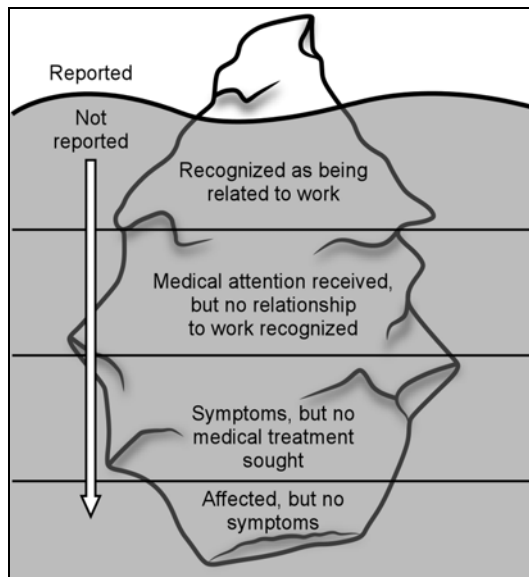 Reported
Not
reported
Recognized as being
related to work
Medical attention received,
but no relationship
to work recognized
Symptoms, but no
medical treatment
sought
Affected, but no
symptoms